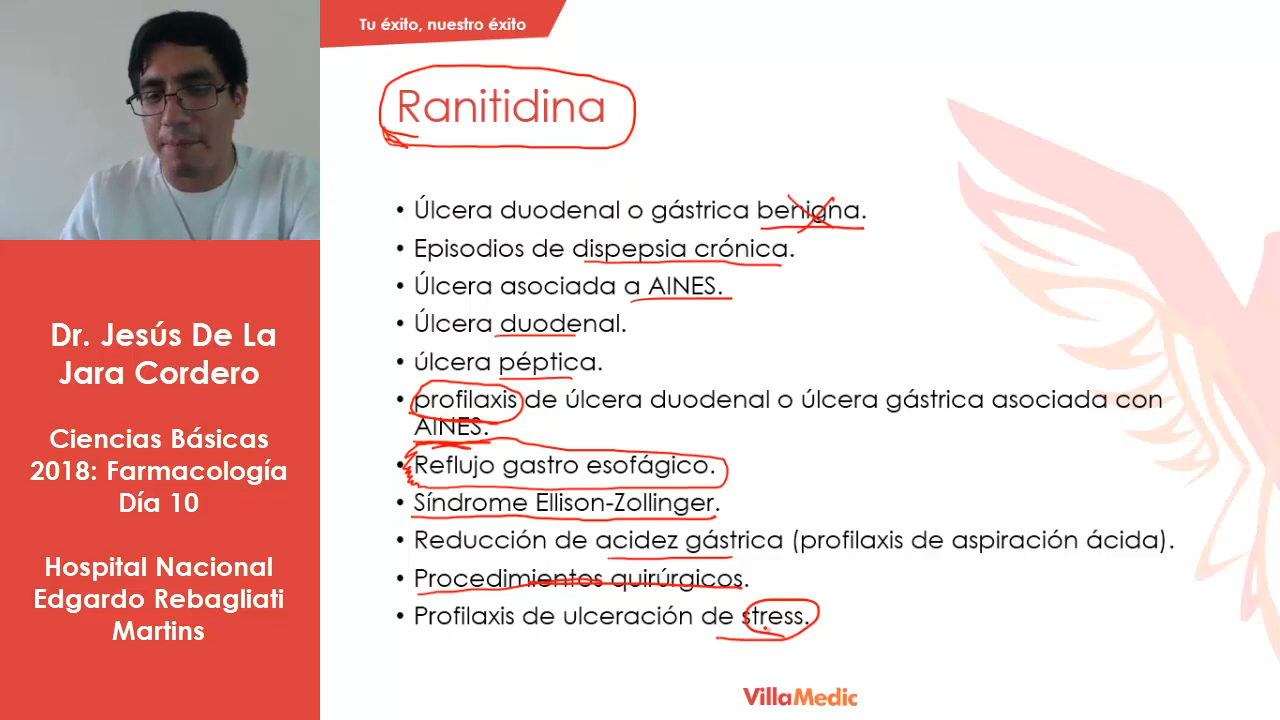 Tu éxito, nuestro éxito
Ranitidina
• Úlcera duodenal o gástrica benigna.
• Episodios de dispepsia crónica.
• Úlcera asociada a AINES.
• Úlcera duodenal.
• úlcera péptica.
• profilaxis de úlcera duodenal o úlcera gástrica asociada con
AINES.
• Reflujo gastro esofágico.
• Síndrome Ellison-Zollinger.
• Reducción de acidez gástrica (profilaxis de aspiración ácida).
• Procedimientos quirúrgicos.
• Profilaxis de ulceración de stress.
Dr. Jesús De La
Jara Cordero
Ciencias Básicas
2018: Farmacología
Día 10
Hospital Nacional
Edgardo Rebagliati
Martins
VillaMedic